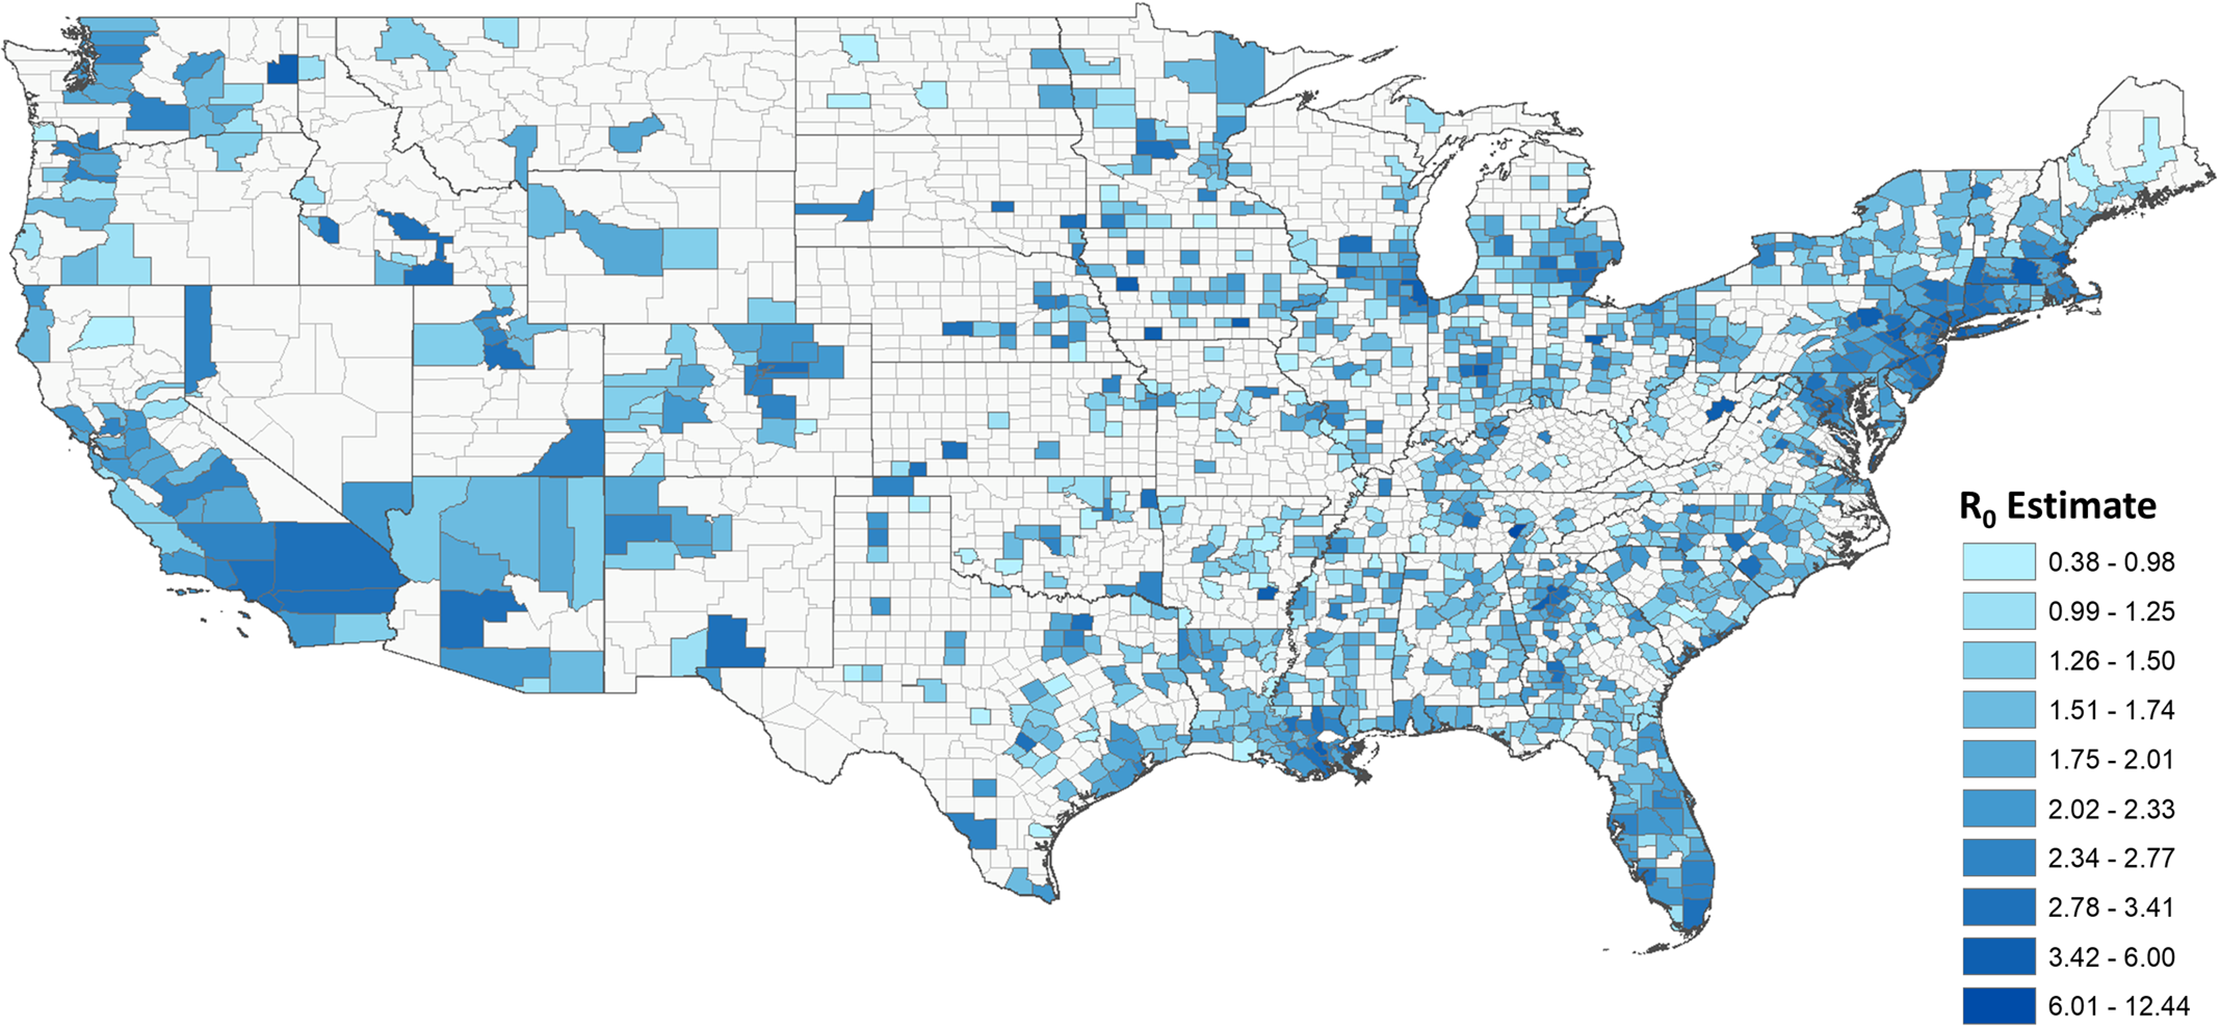 R₀ Estimate
0.38 - 0.98
0.99 - 1.25
1.26 - 1.50
1.51 - 1.74
1.75 - 2.01
2.02 - 2.33
2.34 - 2.77
2.78 - 3.41
3.42 - 6.00
6.01 - 12.44